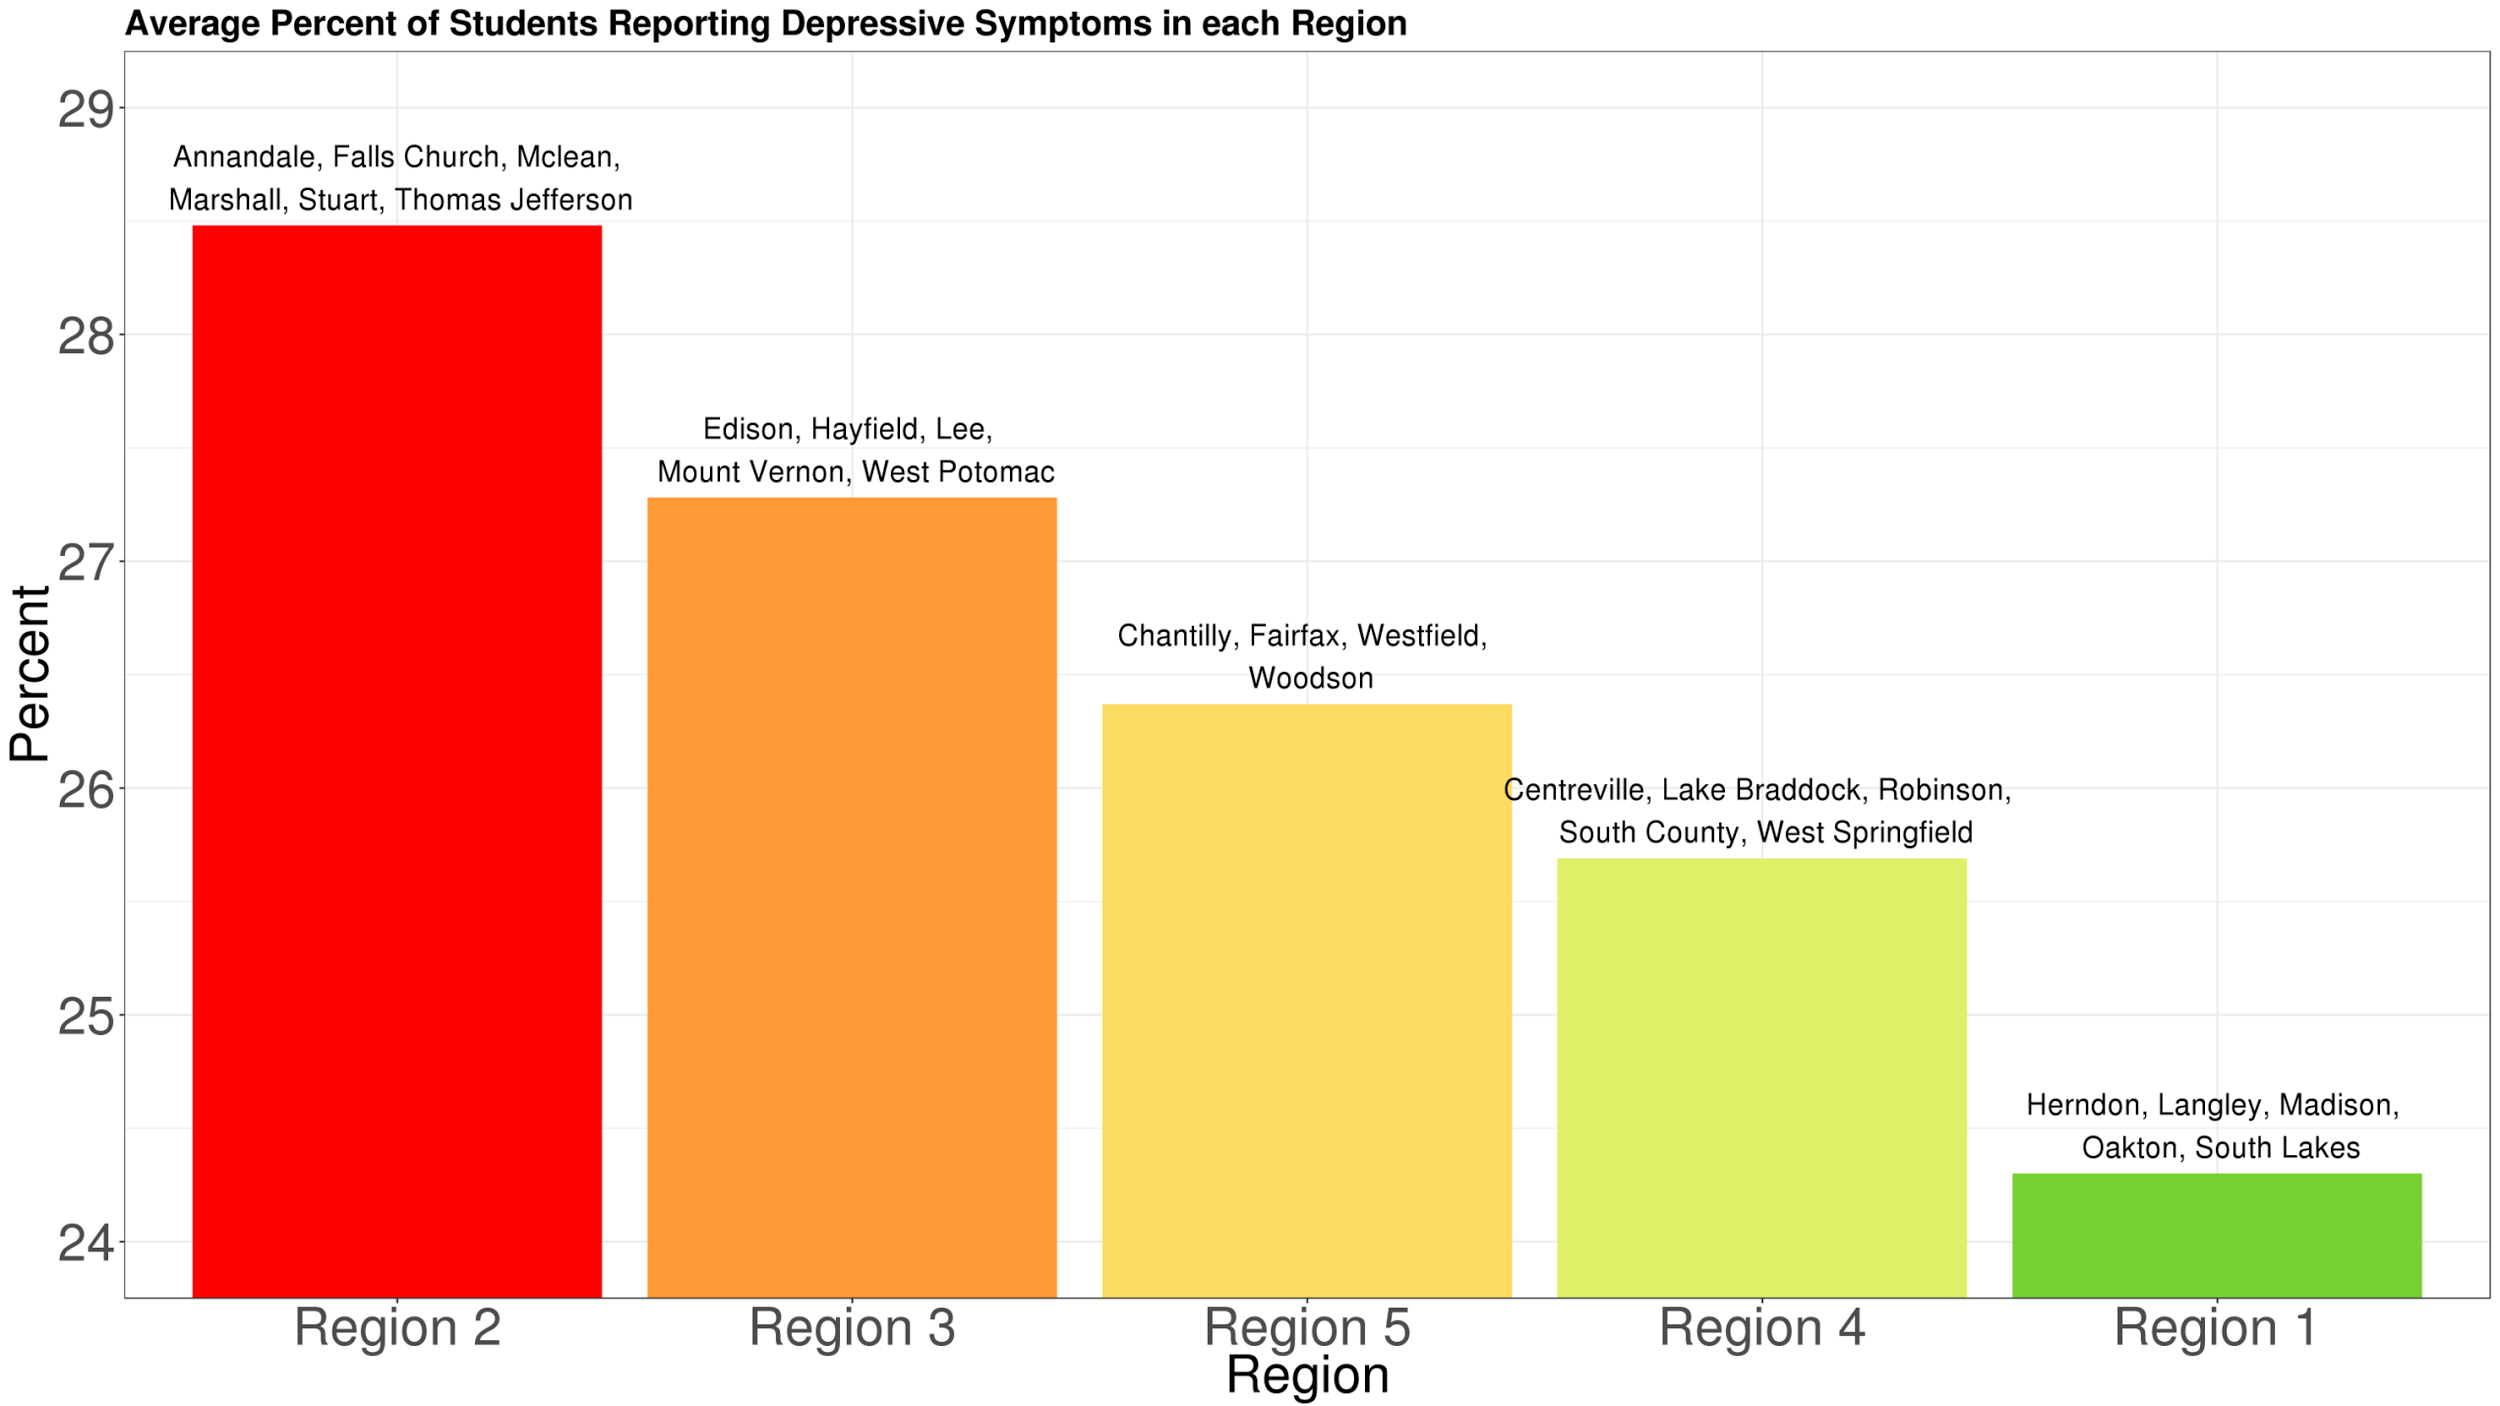 Average Percent of Students Reporting Depressive Symptoms in each Region
29
28
27
26
25
24
Percent
Annandale, Falls Church, Mclean,
Marshall, Stuart, Thomas Jefferson
Edison, Hayfield, Lee,
Mount Vernon, West Potomac
Chantilly, Fairfax, Westfield,
Woodson
Centreville, Lake Braddock, Robinson,
South County, West Springfield
Herndon, Langley, Madison,
Oakton, South Lakes
Region 2
Region 3
Region 5
Region 4
Region 1
Region